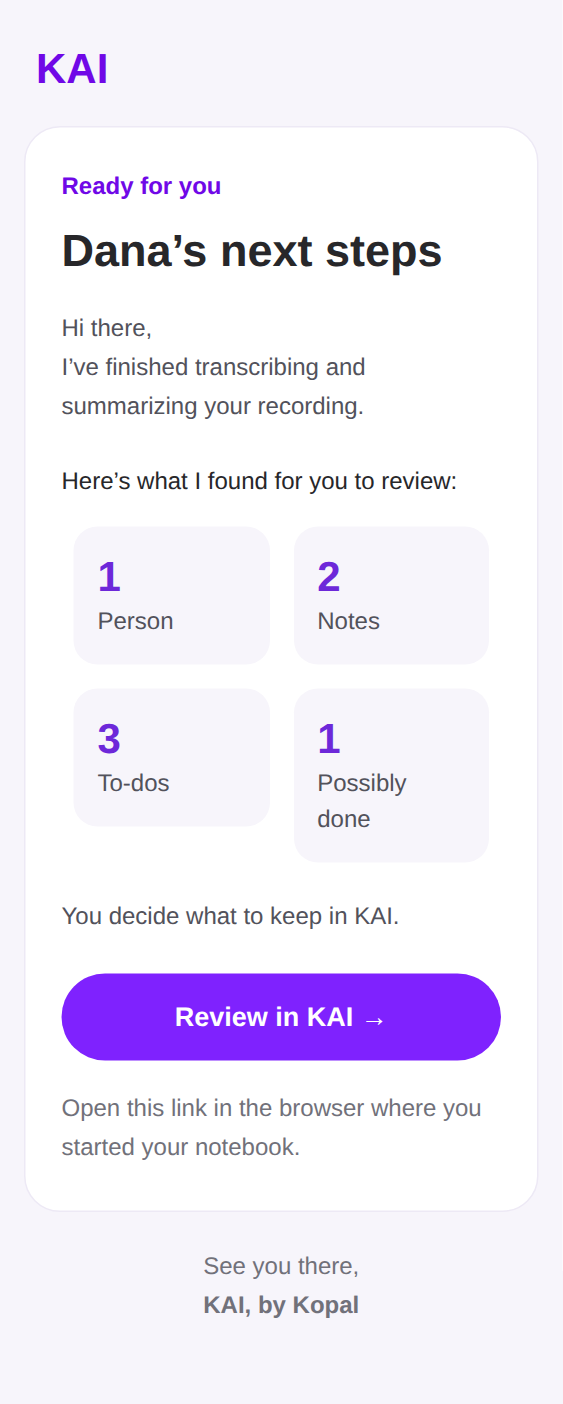 KAI
Ready for you
Dana’s next steps
Hi there,
I’ve finished transcribing and
summarizing your recording.
Here’s what I found for you to review:
1
Person
2
Notes
3
To-dos
1
Possibly
done
You decide what to keep in KAI.
Review in KAI →
Open this link in the browser where you
started your notebook.
See you there,
KAI, by Kopal